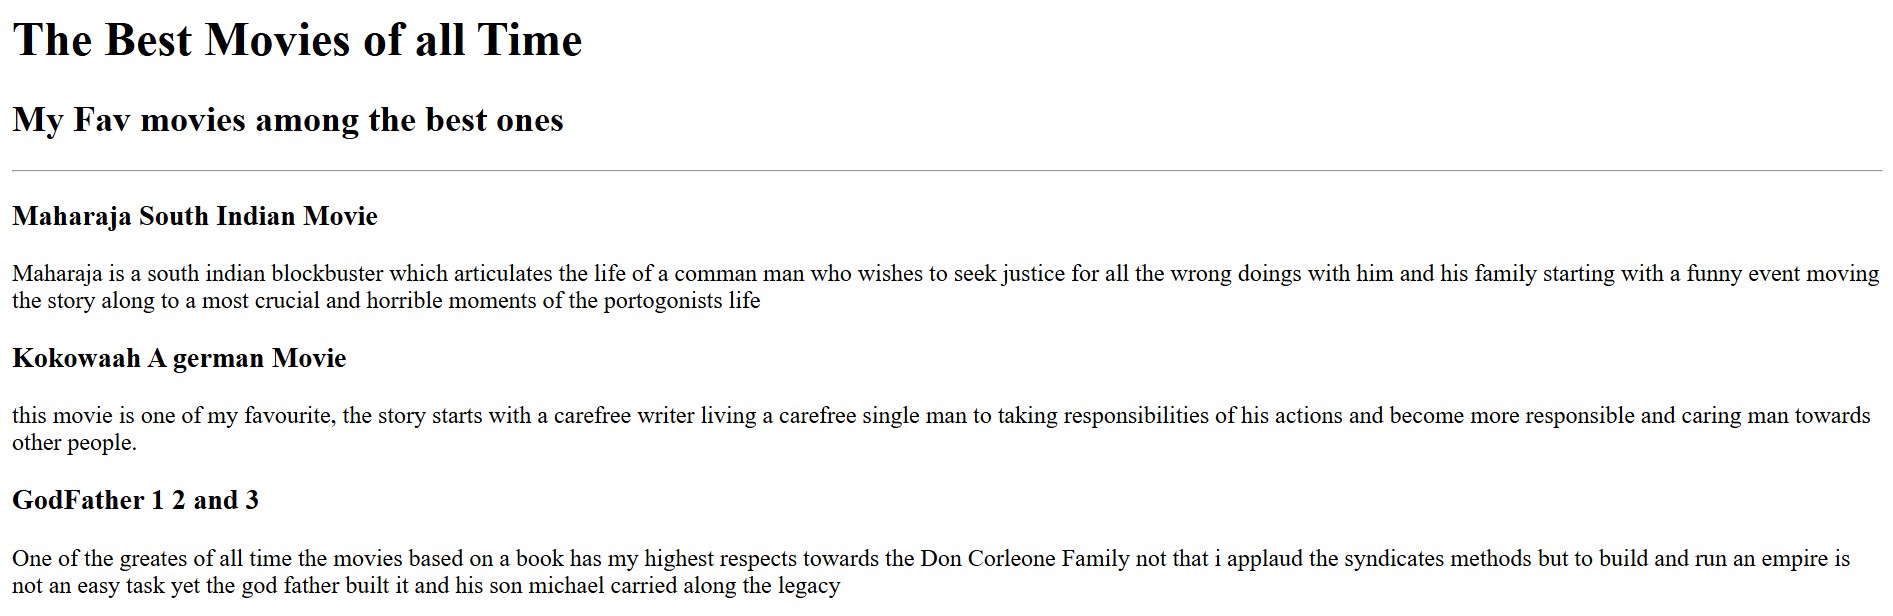 The Best Movies of all Time
My Fav movies among the best ones
Maharaja South Indian Movie
Maharaja is a south indian blockbuster which articulates the life of a comman man who wishes to seek justice for all the wrong doings with him and his family starting with a funny event moving
the story along to a most crucial and horrible moments of the portogonists life
Kokowaah A german Movie
this movie is one of my favourite, the story starts with a carefree writer living a carefree single man to taking responsibilities of his actions and become more responsible and caring man towards
other people.
GodFather 1 2 and 3
One of the greates of all time the movies based on a book has my highest respects towards the Don Corleone Family not that i applaud the syndicates methods but to build and run an empire is
not an easy task yet the god father built it and his son michael carried along the legacy